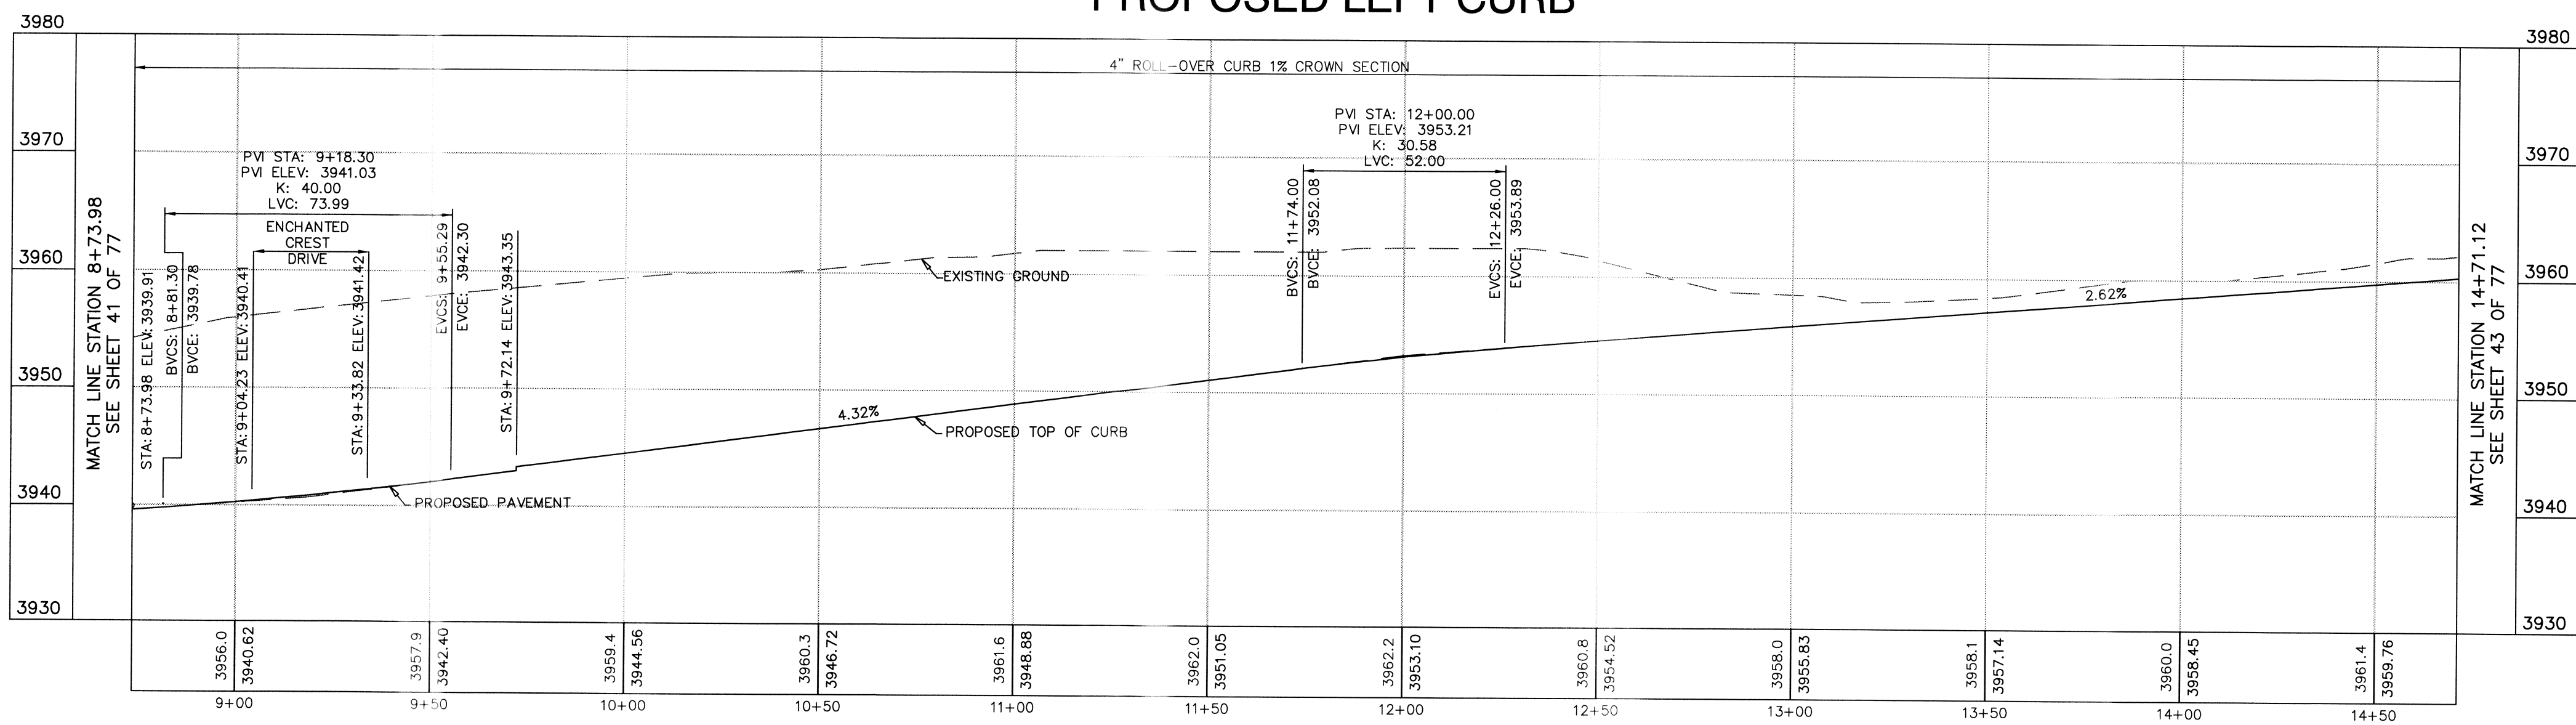 PROPOSED LEFT CURB
3980
3980
4" ROLL-OVER CURB 1% CROWN SECTION
PVI STA: 12+00.00
PVI ELEV: 3953.21
K: 30.58
LVC: 52.00
3970
3970
PVI STA: 9+18.30
PVI ELEV: 3941.03
K: 40.00
LVC: 73.99
ENCHANTED
CREST
DRIVE
MATCH LINE STATION 8+73.98
SEE SHEET 41 OF 77
STA: 8+73.98 ELEV: 3939.91
BVCS: 8+81.30
BVCE: 3939.78
STA: 9+04.23 ELEV: 3940.41
STA: 9+33.82 ELEV: 3941.42
EVCS: 9+55.29
EVCE: 3942.30
STA: 9+72.14 ELEV: 3943.35
BVCS: 11+74.00
BVCE: 3952.08
EVCS: 12+26.00
EVCE: 3953.89
MATCH LINE STATION 14+71.12
SEE SHEET 43 OF 77
3960
3960
EXISTING GROUND
2.62%
3950
3950
4.32%
PROPOSED TOP OF CURB
3940
3940
PROPOSED PAVEMENT
3930
3930
3956.0
3940.62
3957.9
3942.40
3959.4
3944.56
3960.3
3946.72
3961.6
3948.88
3962.0
3951.05
3962.2
3953.10
3960.8
3954.52
3958.0
3955.83
3958.1
3957.14
3960.0
3958.45
3961.4
3959.76
9+00
9+50
10+00
10+50
11+00
11+50
12+00
12+50
13+00
13+50
14+00
14+50